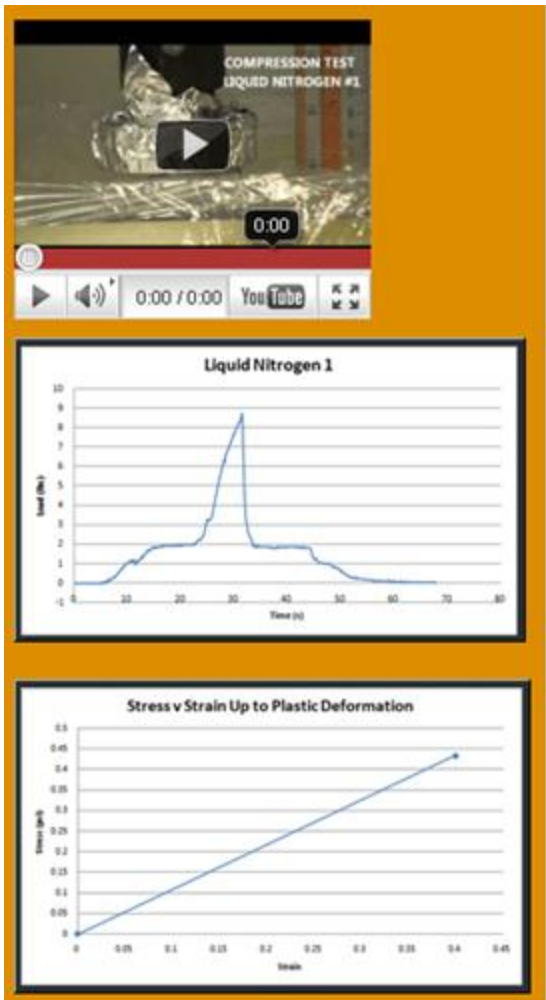 COMPRESSION TEST
LIQUID NITROGEN #1
0:00
0:00 / 0:00 YouTube
Liquid Nitrogen 1
10
9
8
7
6
5
4
3
2
1
0
-1
0 10 20 30 40 50 60 70 80
Load (lbs)
Time (s)
Stress v Strain Up to Plastic Deformation
0.5
0.45
0.4
0.35
0.3
0.25
0.2
0.15
0.1
0.05
0
0 0.05 0.1 0.15 0.2 0.25 0.3 0.35 0.4 0.45
Stress (psi)
Strain